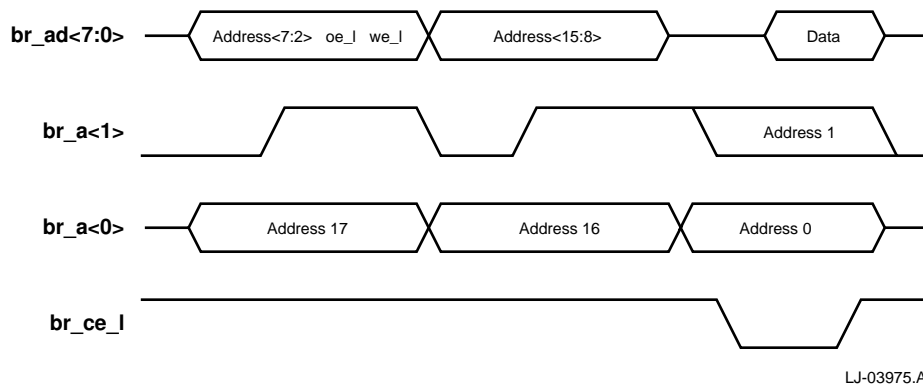 br_ad<7:0> Address<7:2> oe_l we_l Address<15:8> Data
br_a<1> Address 1
br_a<0> Address 17 Address 16 Address 0
br_ce_l
LJ-03975.A